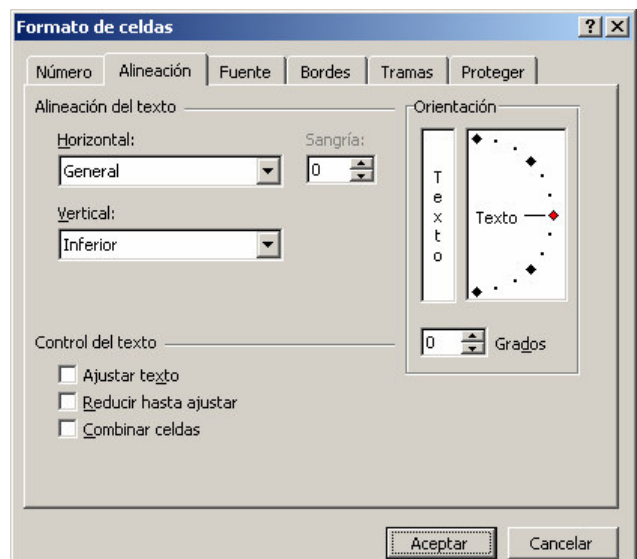 Formato de celdas
Número Alineación Fuente Bordes Tramas Proteger
Alineación del texto
Horizontal: Sangría:
General 0
Vertical:
Inferior
Orientación
T
e
x
t
o
Texto
0 Grados
Control del texto
Ajustar texto
Reducir hasta ajustar
Combinar celdas
Aceptar Cancelar